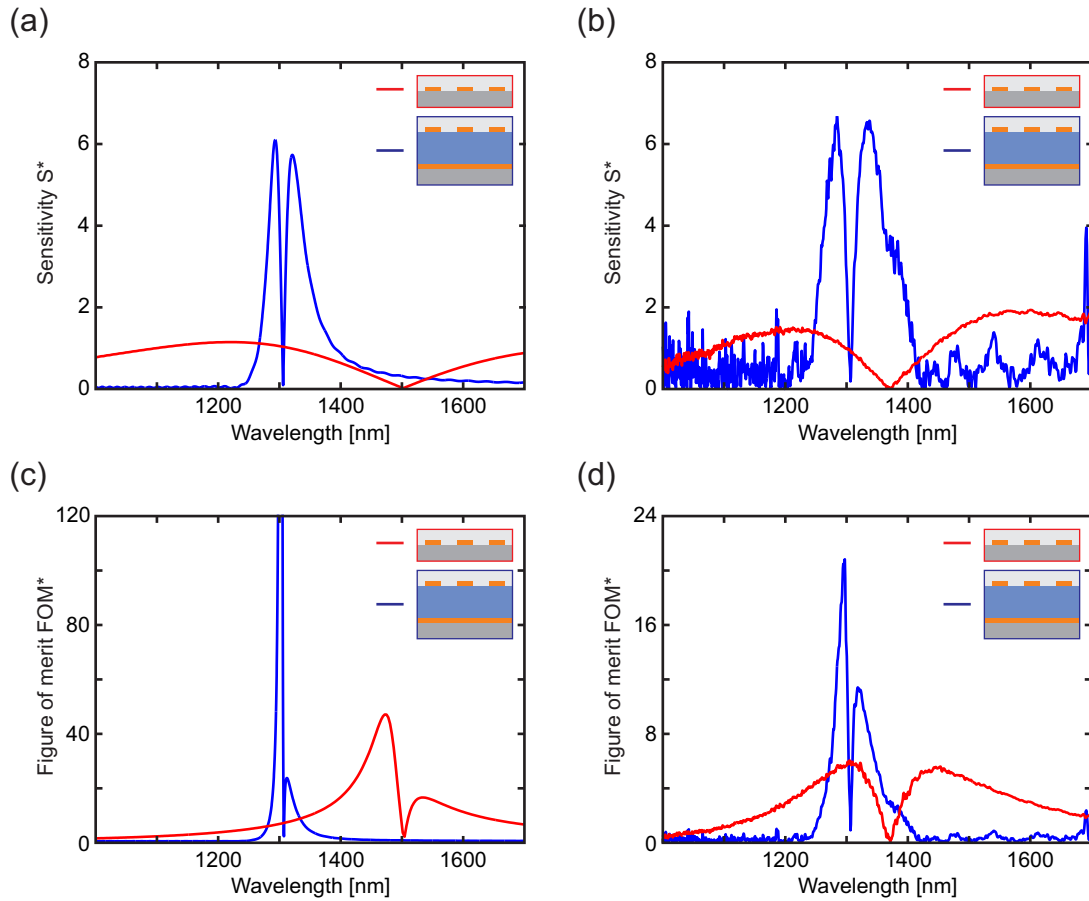 (a)
8
6
4
2
0
Sensitivity S*
1200
1400
1600
Wavelength [nm]
(b)
8
6
4
2
0
Sensitivity S*
1200
1400
1600
Wavelength [nm]
(c)
120
80
40
0
Figure of merit FOM*
1200
1400
1600
Wavelength [nm]
(d)
24
16
8
0
Figure of merit FOM*
1200
1400
1600
Wavelength [nm]